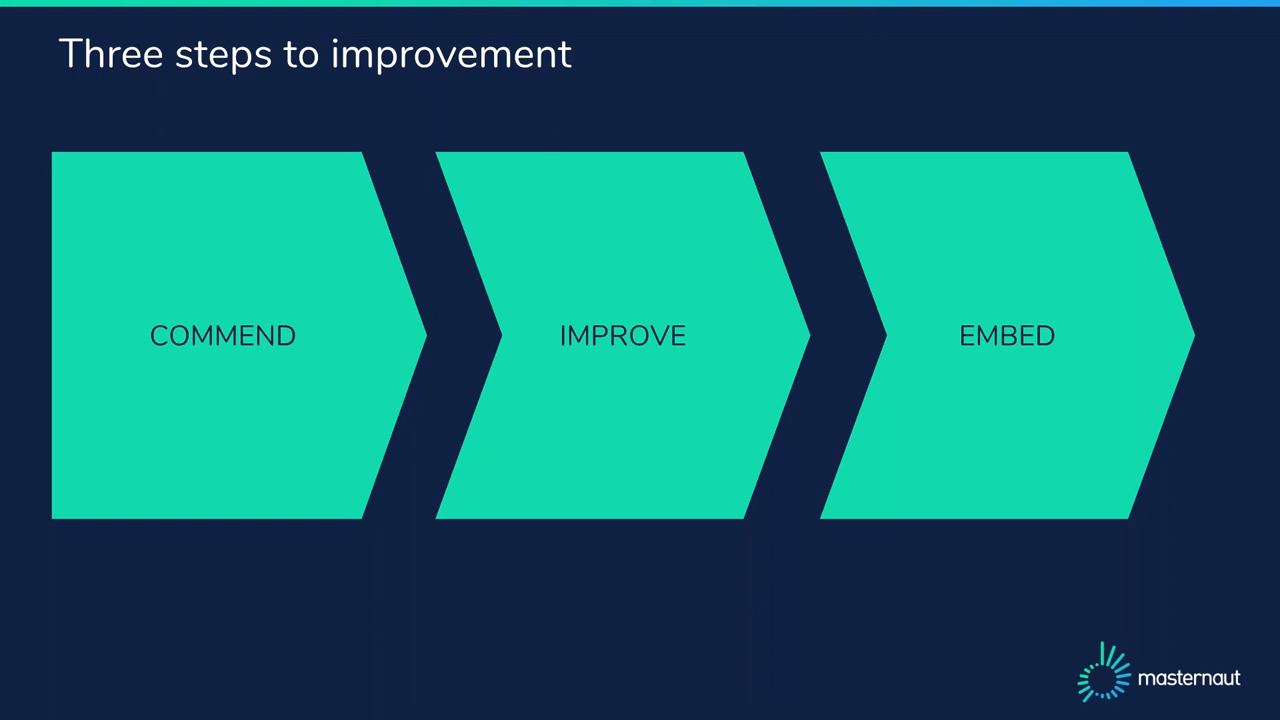 Three steps to improvement
COMMEND
IMPROVE
EMBED
masternaut